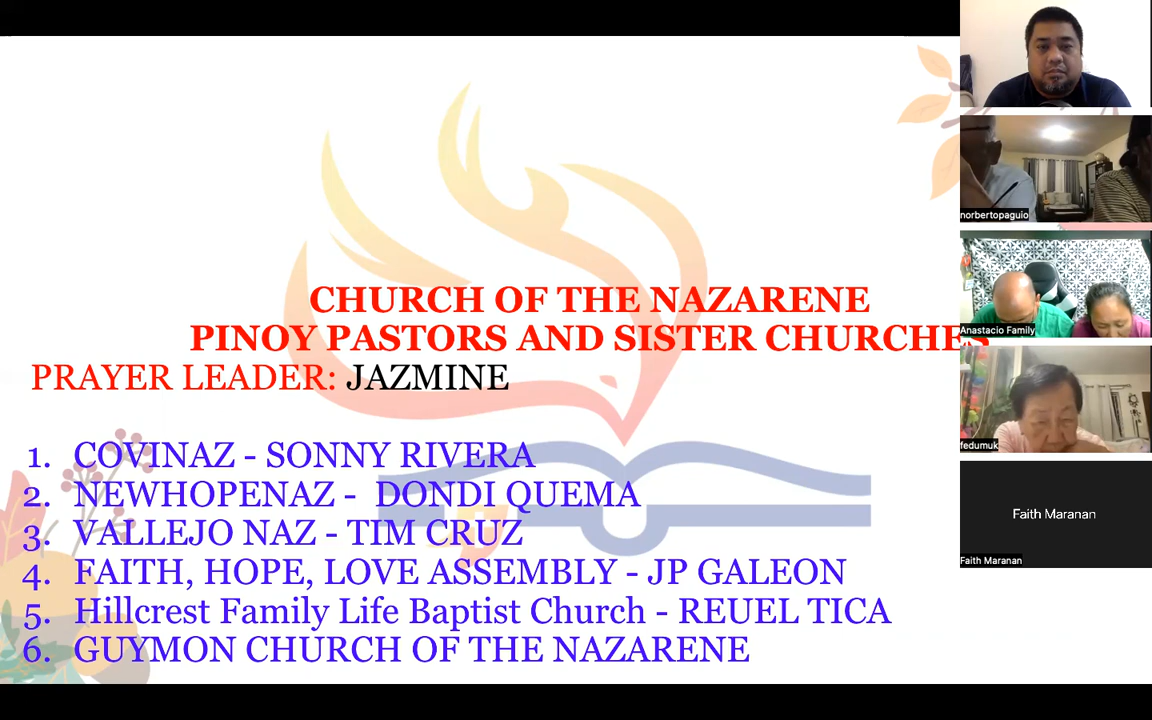 CHURCH OF THE NAZARENE
PINOY PASTORS AND SISTER CHURCHES
PRAYER LEADER: JAZMINE
1. COVINAZ - SONNY RIVERA
2. NEWHOPENAZ - DONDI QUEMA
3. VALLEJO NAZ - TIM CRUZ
4. FAITH, HOPE, LOVE ASSEMBLY - JP GALEON
5. Hillcrest Family Life Baptist Church - REUEL TICA
6. GUYMON CHURCH OF THE NAZARENE
norbertopaguio
Anastacio Family
fedumuk
Faith Maranan
Faith Maranan